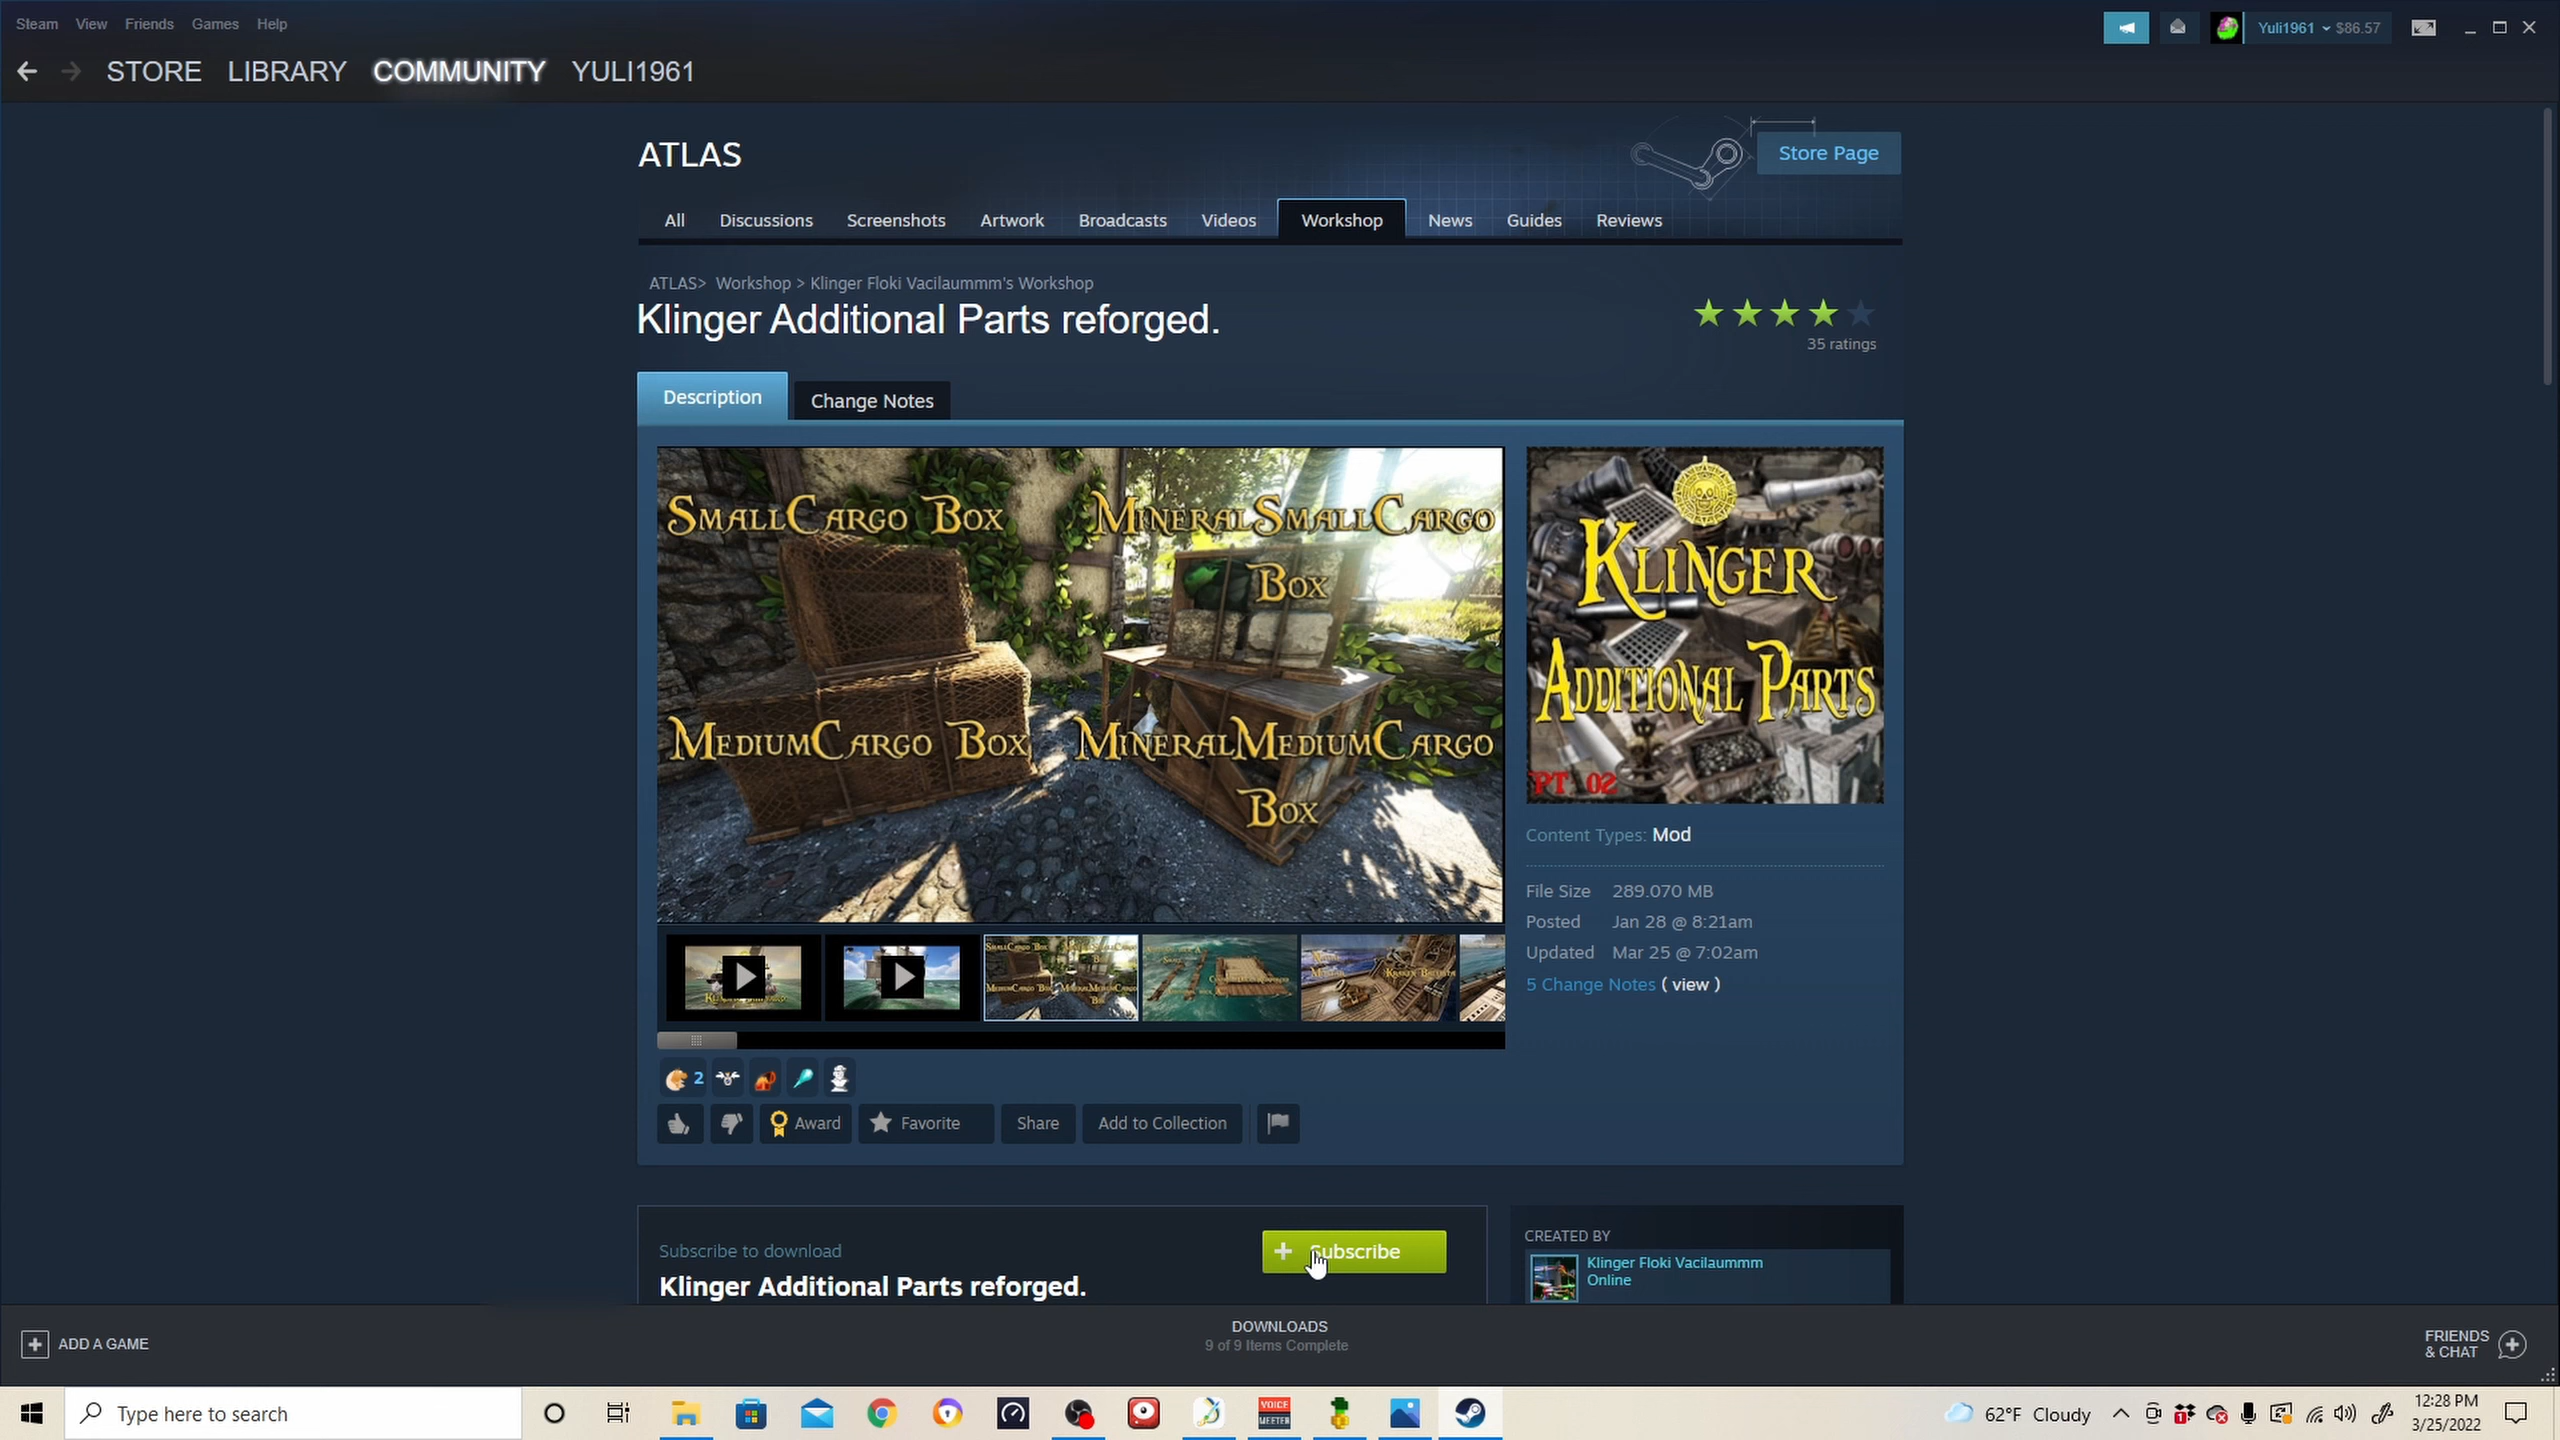 Steam View Friends Games Help
Yuli1961 $86.57
STORE LIBRARY COMMUNITY YULI1961
ATLAS
Store Page
All Discussions Screenshots Artwork Broadcasts Videos Workshop News Guides Reviews
ATLAS> Workshop > Klinger Floki Vacilaummm's Workshop
Klinger Additional Parts reforged.
35 ratings
Description Change Notes
SmallCargo Box
MineralSmallCargo
Box
MediumCargo Box
MineralMediumCargo
Box
Klinger
Additional Parts
PT 02
Content Types: Mod
File Size 289.070 MB
Posted Jan 28 @ 8:21am
Updated Mar 25 @ 7:02am
5 Change Notes ( view )
2
Award Favorite Share Add to Collection
Subscribe to download
Klinger Additional Parts reforged.
Subscribe
CREATED BY
Klinger Floki Vacilaummm
Online
ADD A GAME
DOWNLOADS
9 of 9 Items Complete
FRIENDS
& CHAT
Type here to search
VOICE
MEETER
62°F Cloudy
12:28 PM
3/25/2022